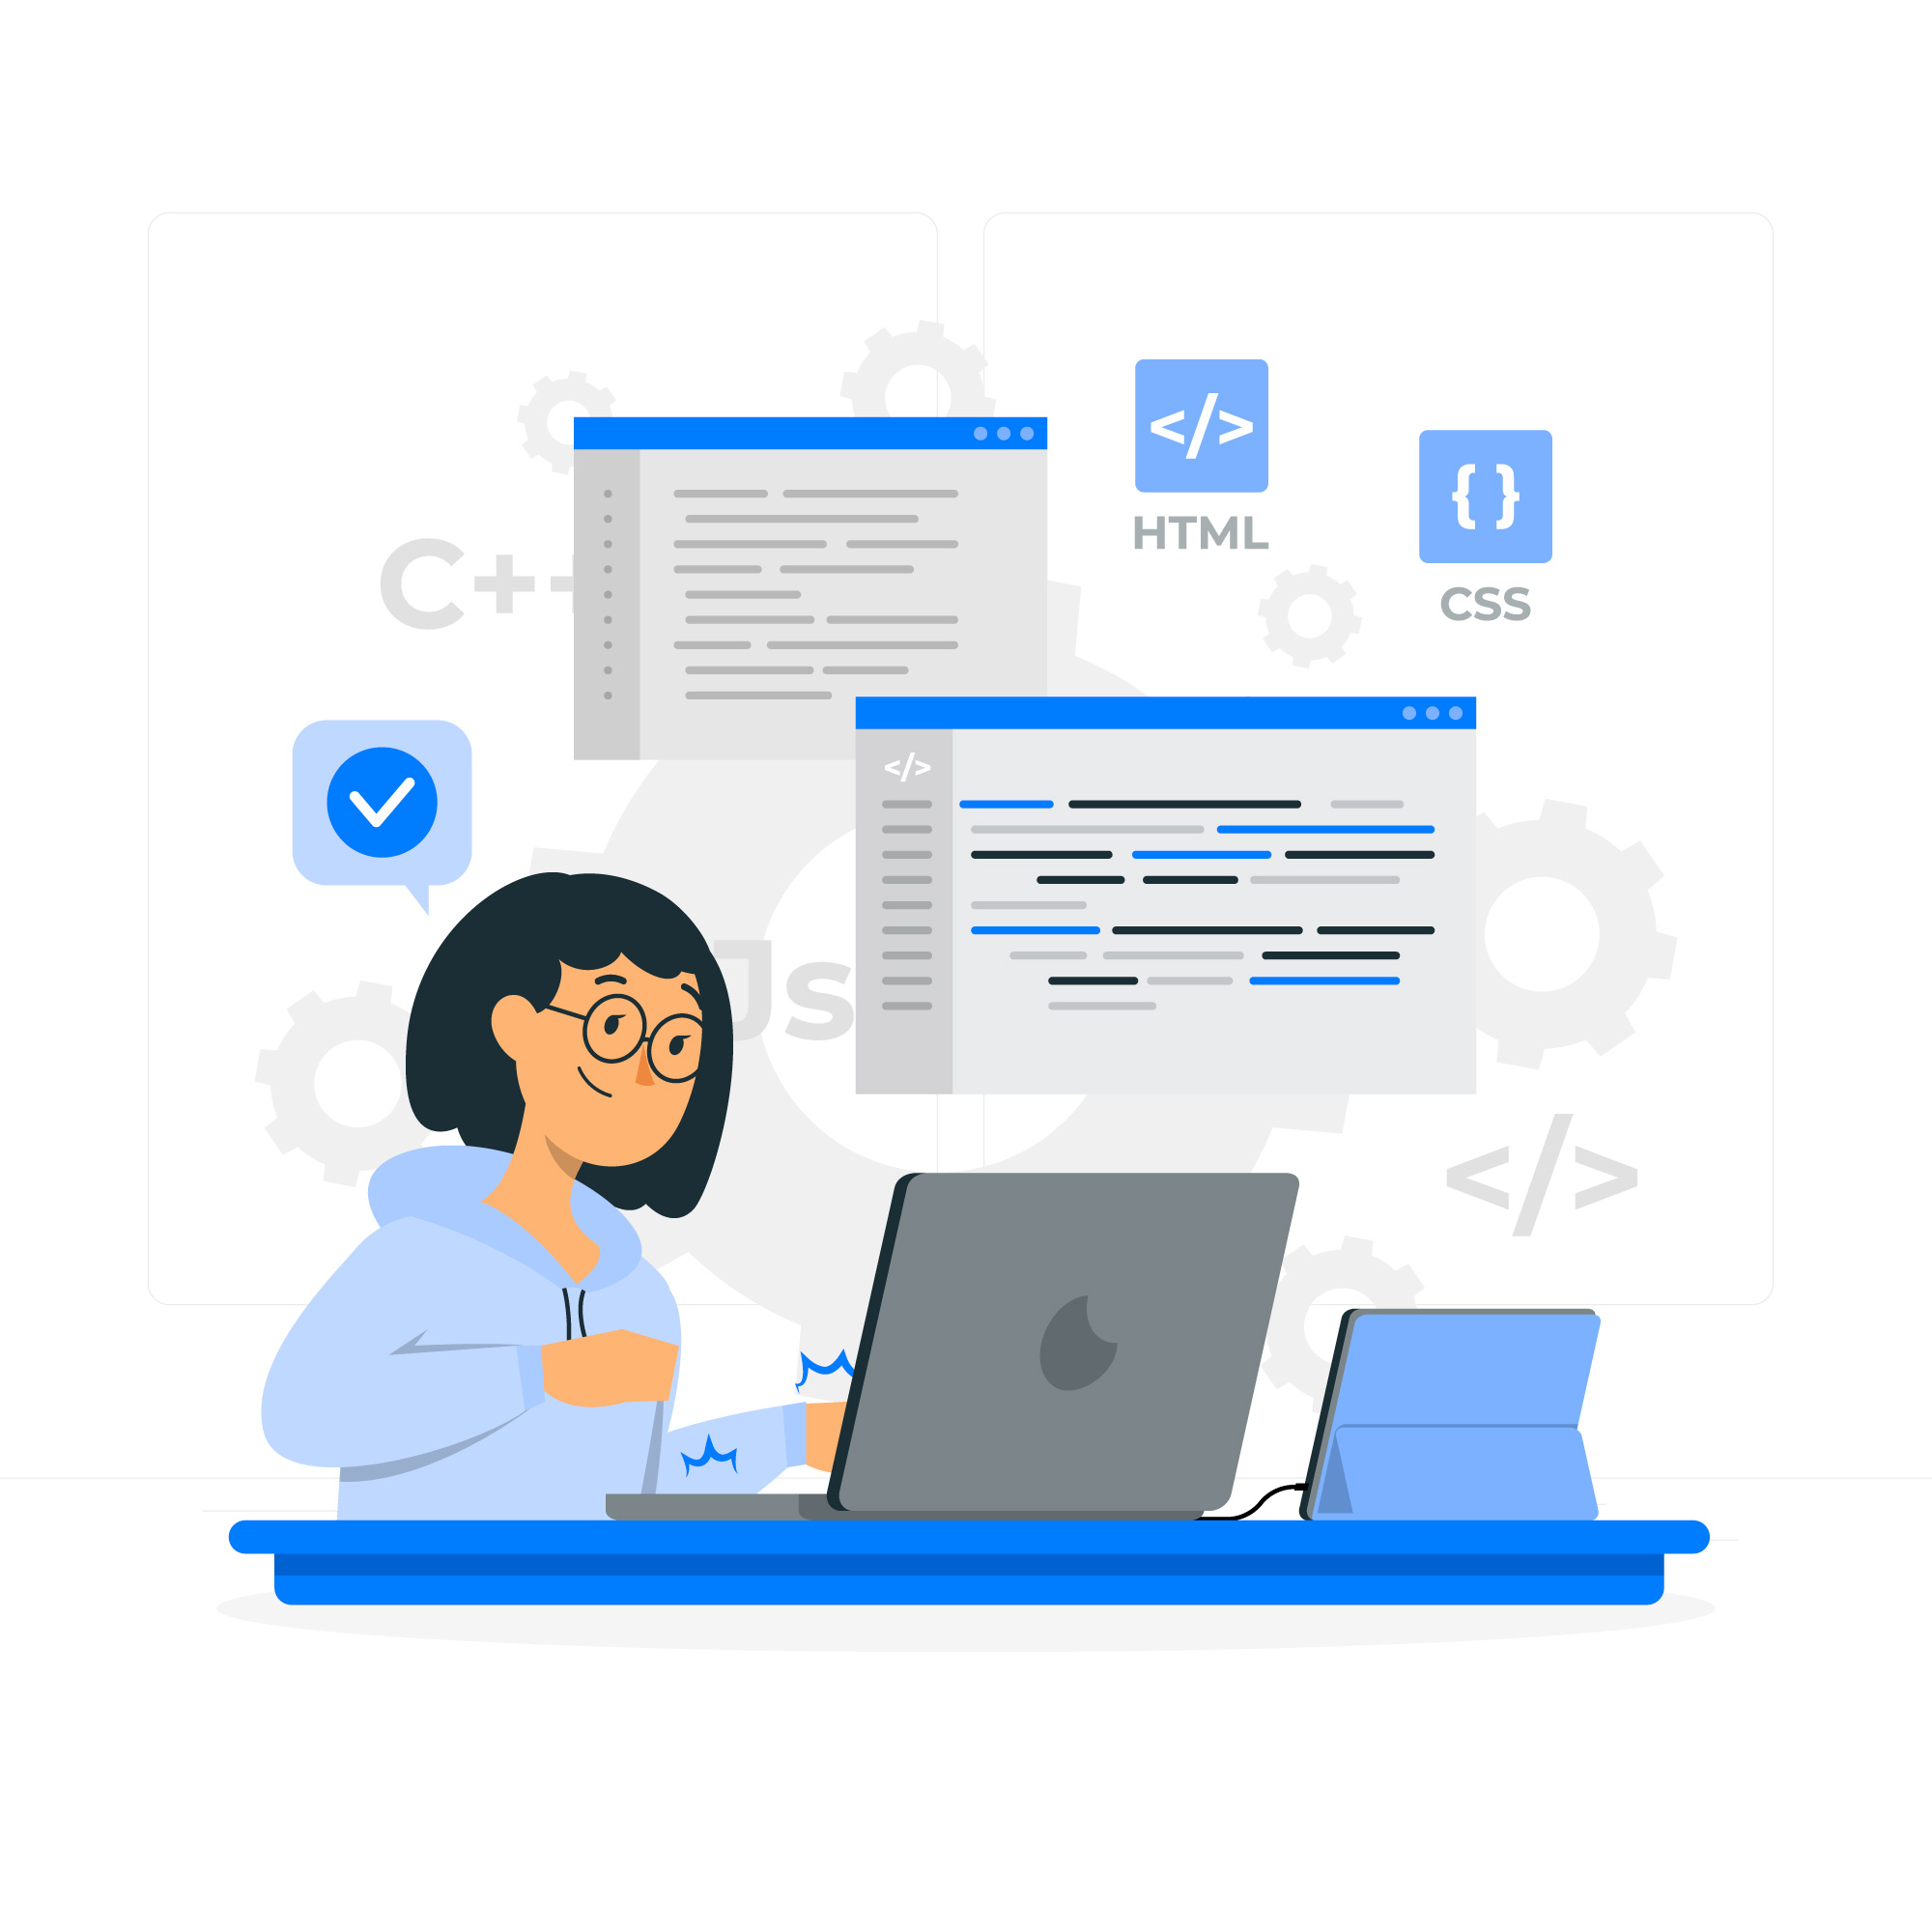 </>
HTML
{ }
CSS
C++
</>
Js
</>